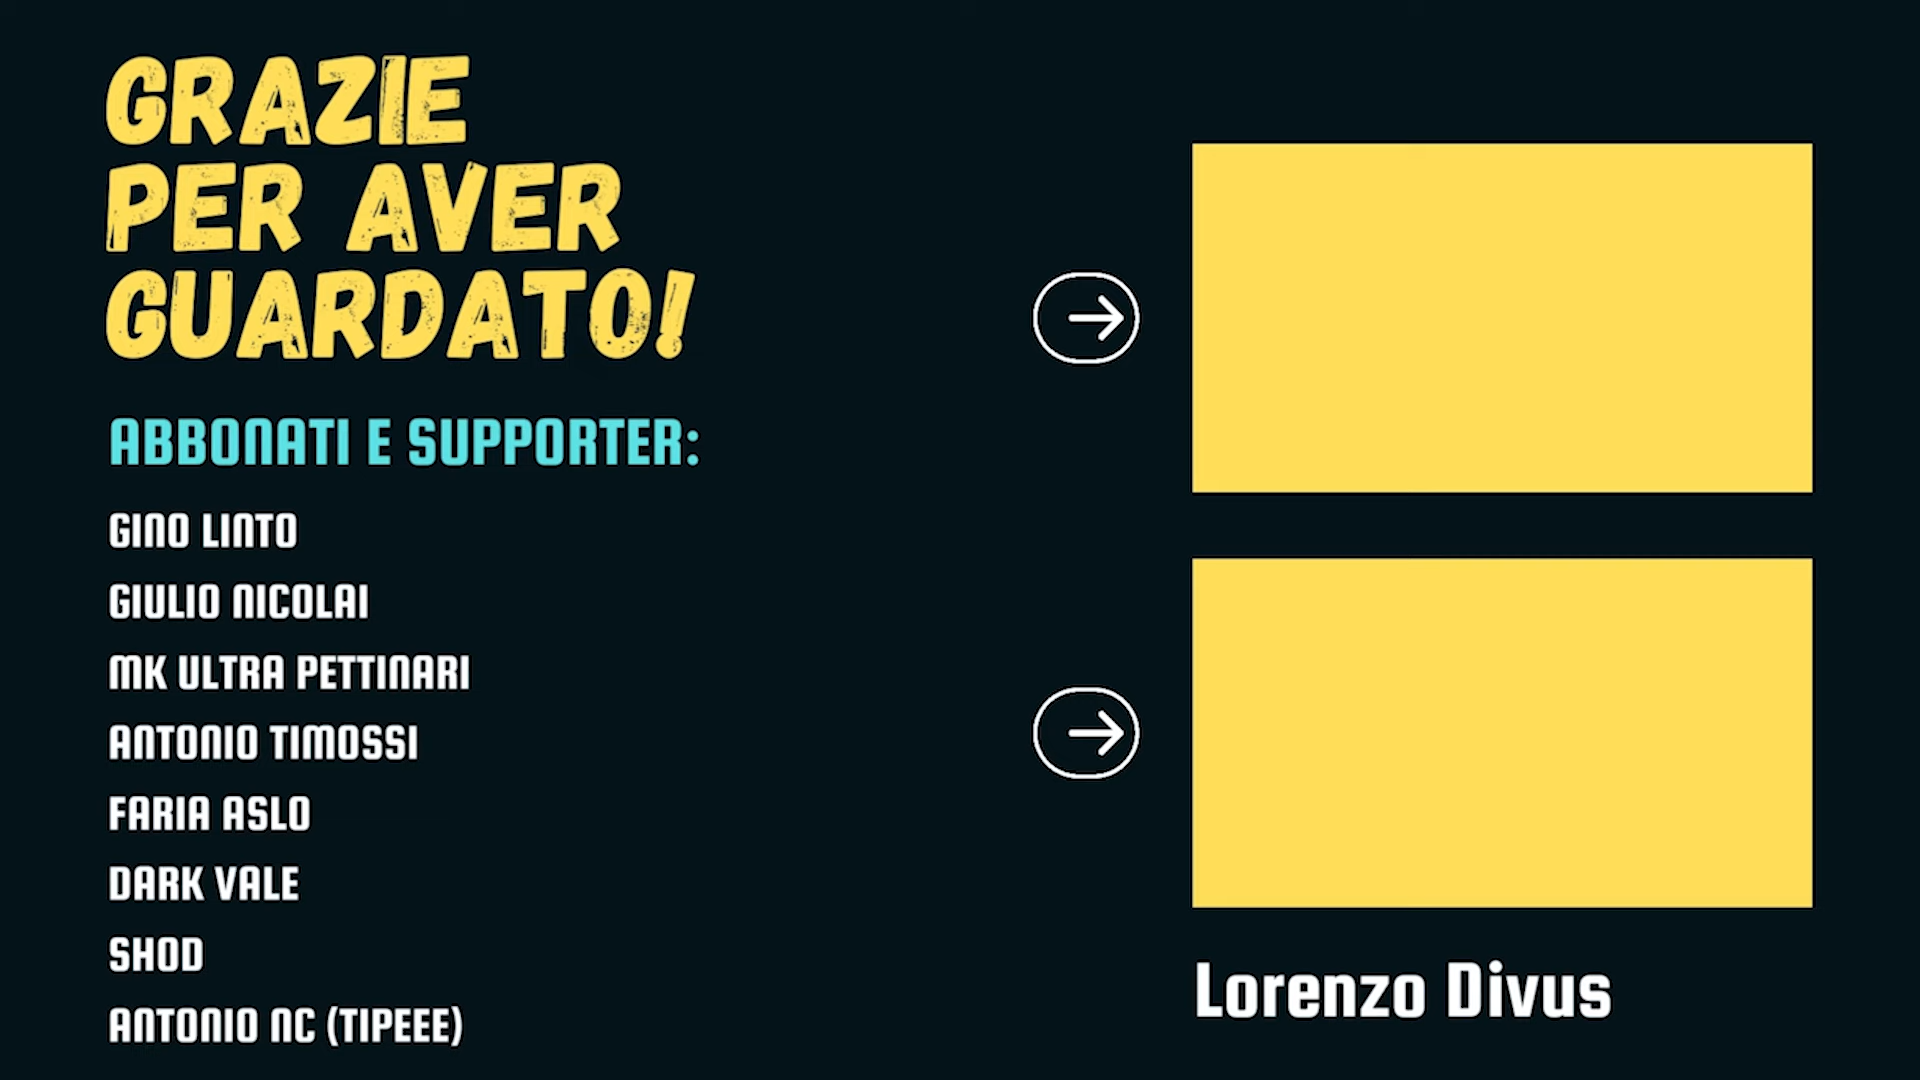 GRAZIE
PER AVER
GUARDATO!
ABBONATI E SUPPORTER:
GINO LINTO
GIULIO NICOLAI
MK ULTRA PETTINARI
ANTONIO TIMOSSI
FARIA ASLO
DARK VALE
SHOD
ANTONIO NC (TIPEEE)
Lorenzo Divus